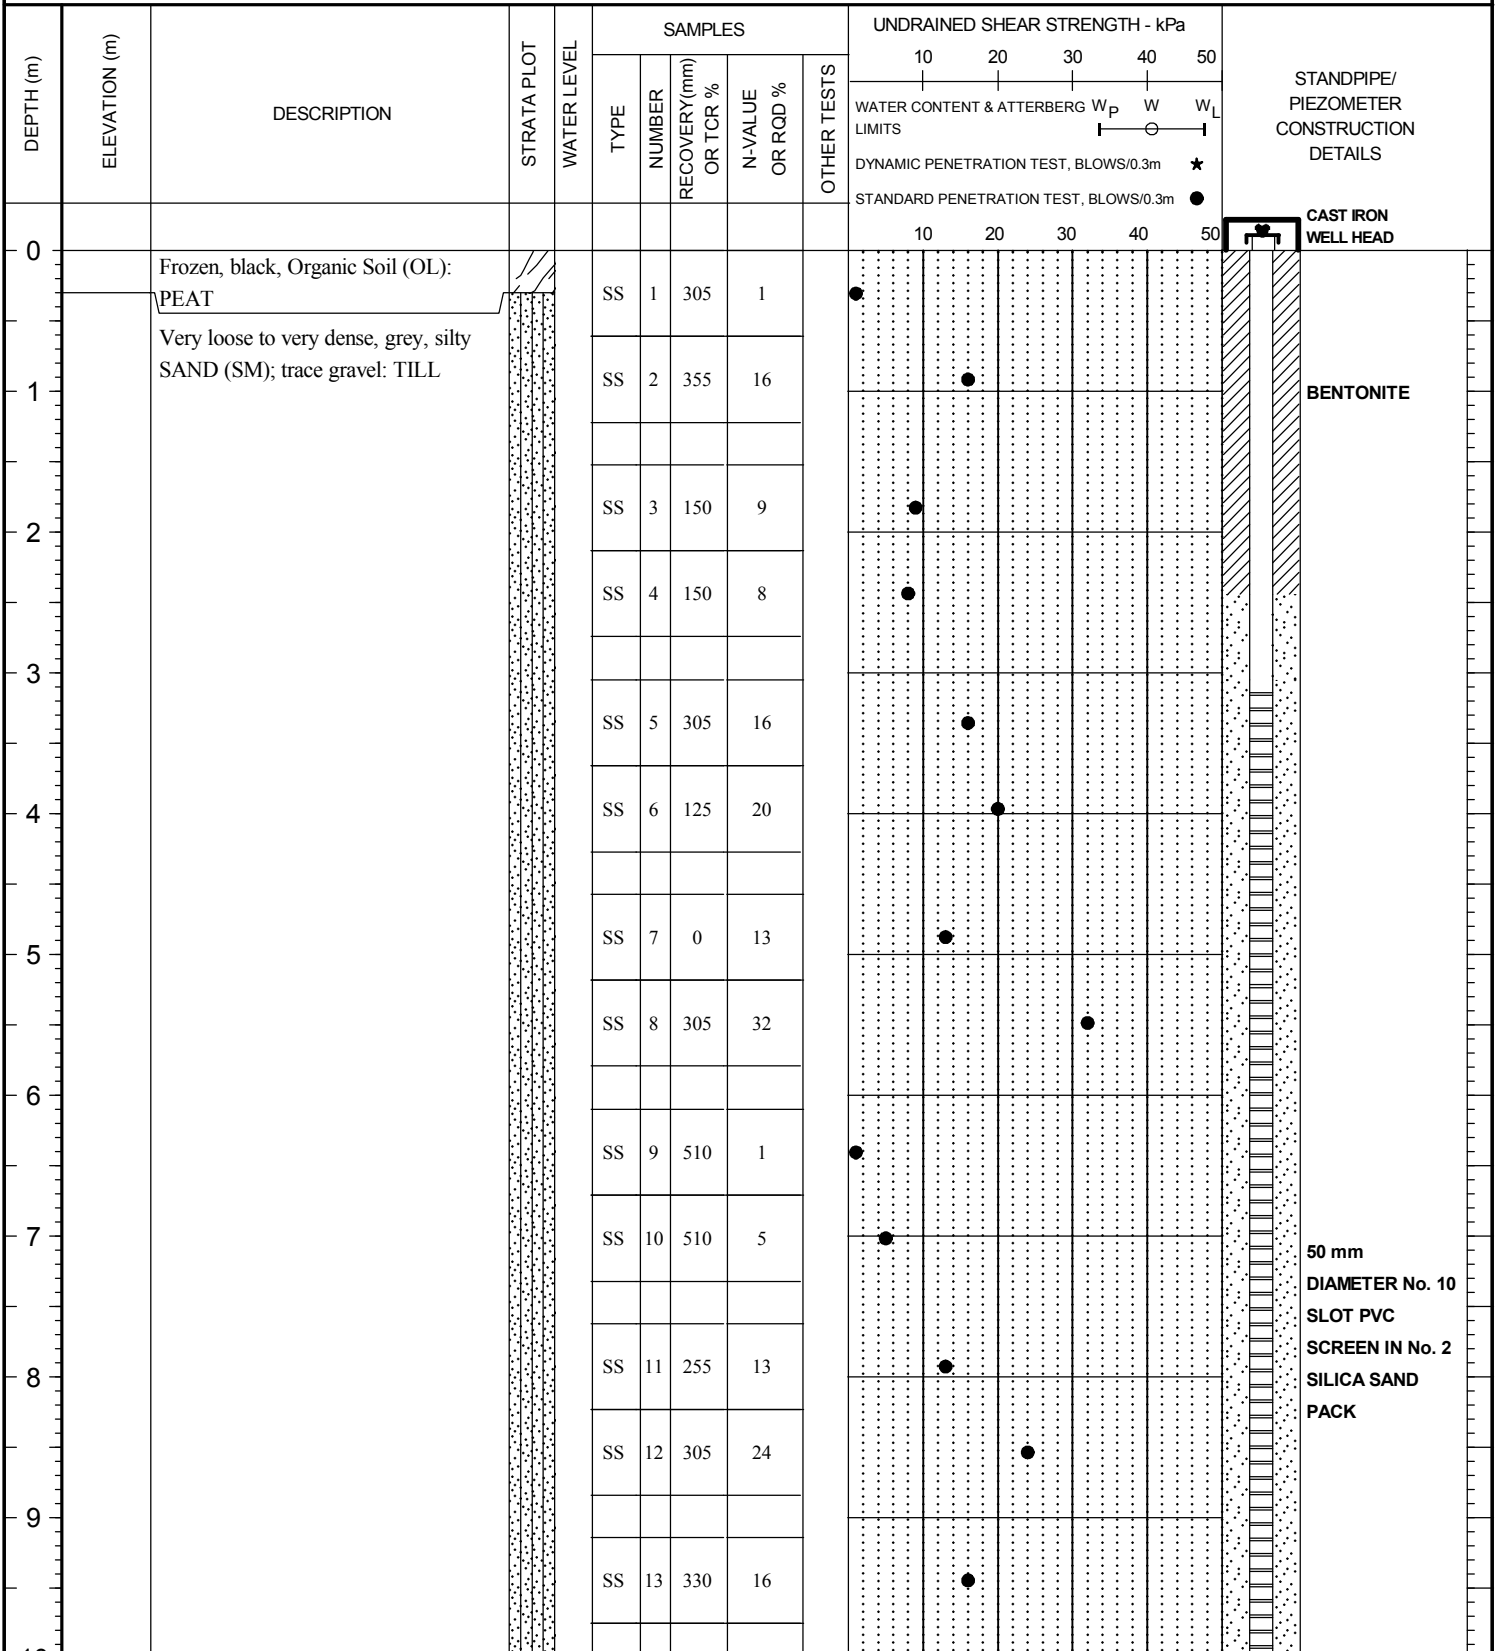 DEPTH (m)
ELEVATION (m)
DESCRIPTION
STRATA PLOT
WATER LEVEL
SAMPLES
TYPE
NUMBER
RECOVERY(mm)
OR TCR %
N-VALUE
OR RQD %
OTHER TESTS
UNDRAINED SHEAR STRENGTH - kPa
10 20 30 40 50
WATER CONTENT & ATTERBERG
LIMITS
WP W WL
DYNAMIC PENETRATION TEST, BLOWS/0.3m
STANDARD PENETRATION TEST, BLOWS/0.3m
10 20 30 40 50
STANDPIPE/
PIEZOMETER
CONSTRUCTION
DETAILS
CAST IRON
WELL HEAD
0
Frozen, black, Organic Soil (OL):
PEAT
SS 1 305 1
Very loose to very dense, grey, silty
SAND (SM); trace gravel: TILL
SS 2 355 16
1
BENTONITE
SS 3 150 9
2
SS 4 150 8
3
SS 5 305 16
SS 6 125 20
4
SS 7 0 13
5
SS 8 305 32
6
SS 9 510 1
7
SS 10 510 5
50 mm
DIAMETER No. 10
SLOT PVC
SCREEN IN No. 2
SILICA SAND
PACK
SS 11 255 13
8
SS 12 305 24
9
SS 13 330 16